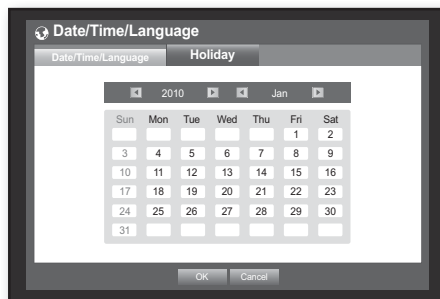 Date/Time/Language
Date/Time/Language Holiday
2010 Jan
Sun Mon Tue Wed Thu Fri Sat
1 2
3 4 5 6 7 8 9
10 11 12 13 14 15 16
17 18 19 20 21 22 23
24 25 26 27 28 29 30
31
OK Cancel